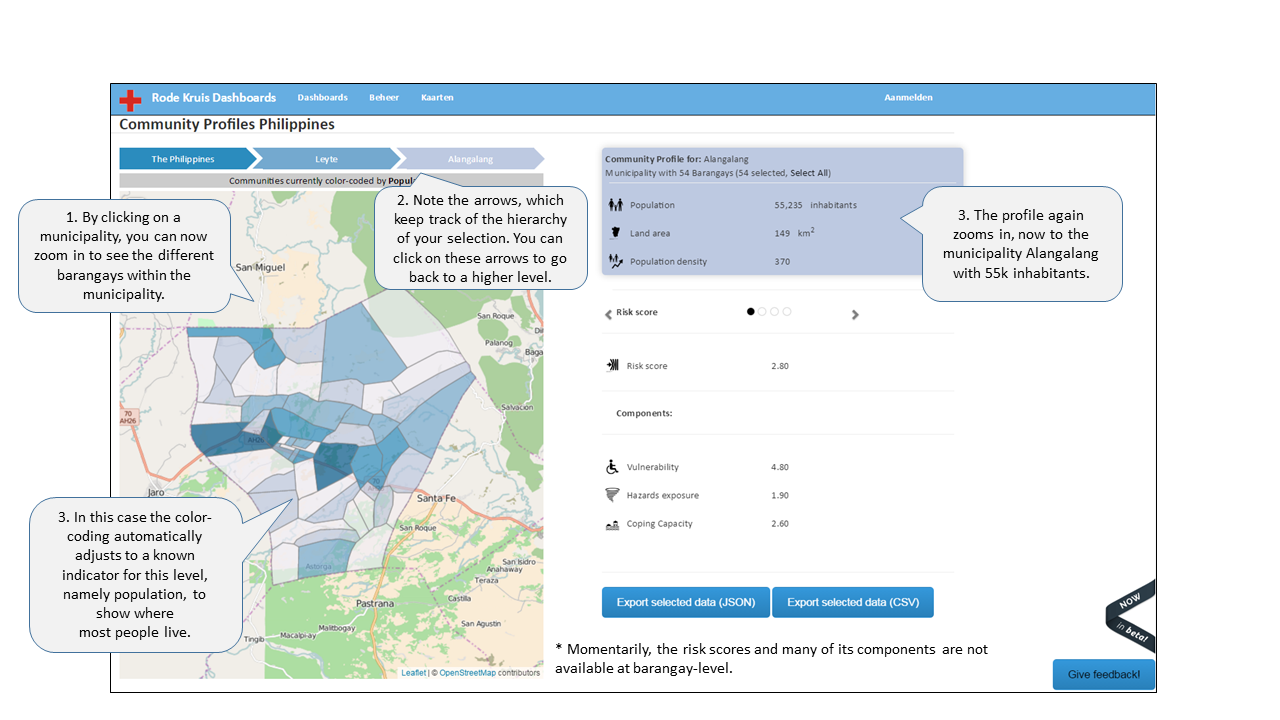 Rode Kruis Dashboards Dashboards Beheer Kaarten Aanmelden
Community Profiles Philippines
The Philippines Leyte Alangalang
Communities currently color-coded by
1. By clicking on a
municipality, you can now
zoom in to see the different
barangays within the
municipality.
2. Note the arrows, which
keep track of the hierarchy
of your selection. You can
click on these arrows to go
back to a higher level.
Community Profile for: Alangalang
Municipality with 54 Barangays (54 selected, Select All)
Population 55,235 inhabitants
Land area 149 km²
Population density 370
3. The profile again
zooms in, now to the
municipality Alangalang
with 55k inhabitants.
Risk score
Risk score 2.80
Components:
Vulnerability 4.80
Hazards exposure 1.90
Coping Capacity 2.60
San Miguel
San Roque
Palanog
Salvacion
70
AH26
AH26
70
Jaro
Santa Fe
San Roque
San Isidro
Anahaway
Teraza
Astorga
Castilla
Pastrana
San Agustin
Malitbogay
Macalpi-ay
Tingib
3. In this case the color-
coding automatically
adjusts to a known
indicator for this level,
namely population, to
show where
most people live.
Export selected data (JSON) Export selected data (CSV)
* Momentarily, the risk scores and many of its components are not
available at barangay-level.
Leaflet | © OpenStreetMap contributors
NOW
in beta!
Give feedback!